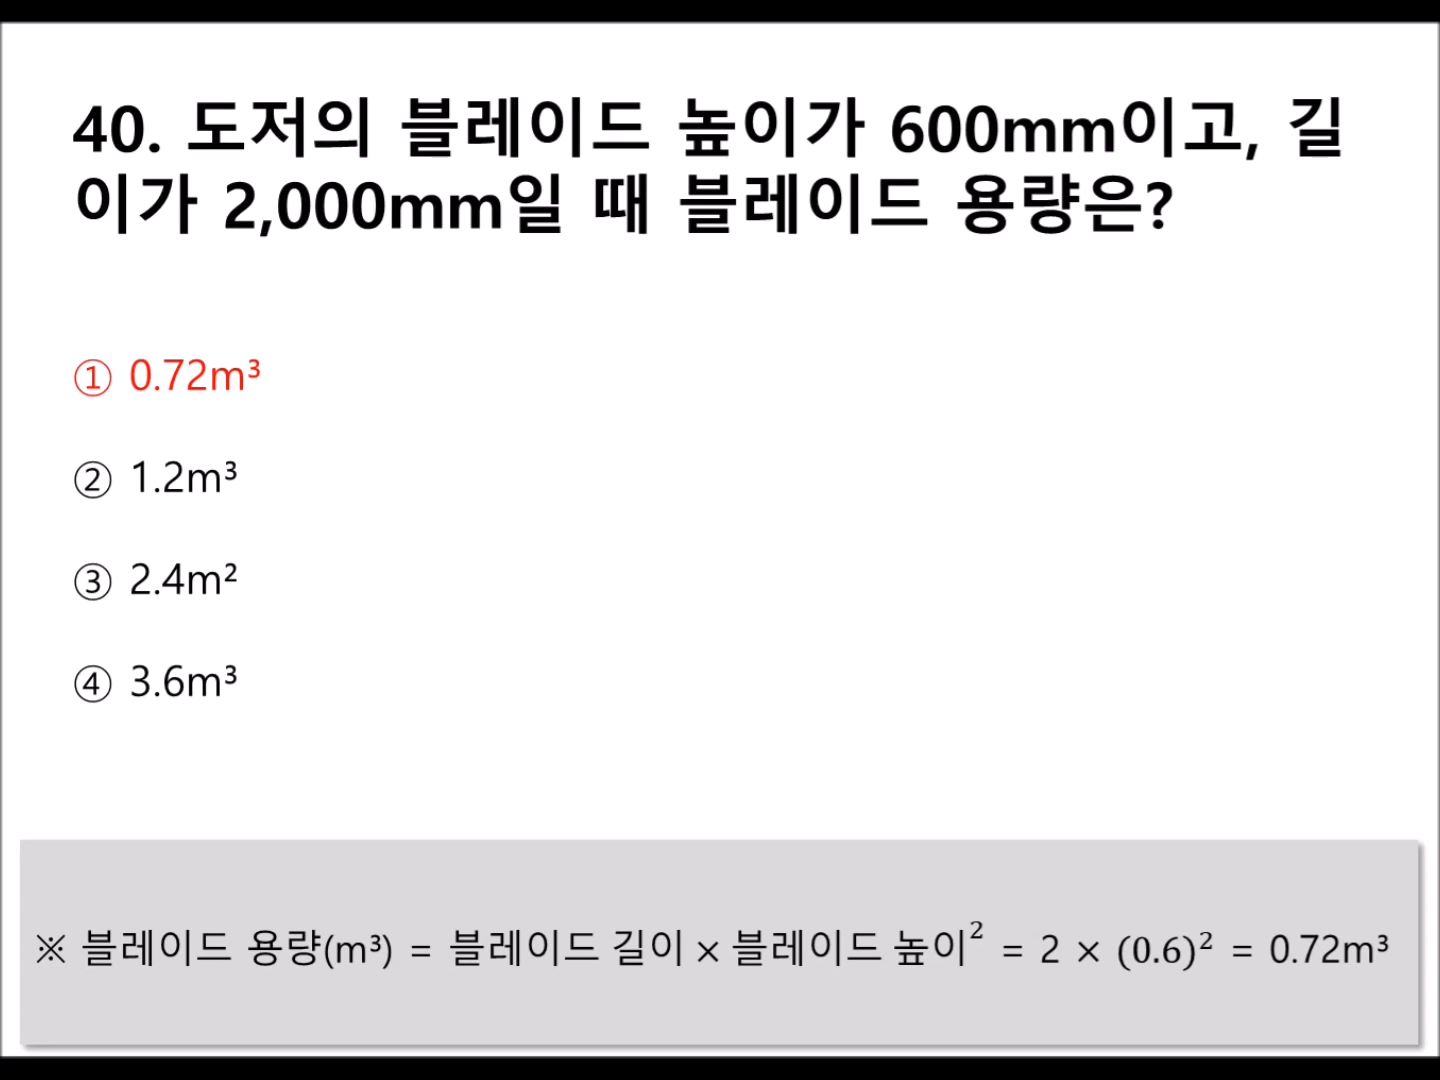 40. 도저의 블레이드 높이가 600mm이고, 길
이가 2,000mm일 때 블레이드 용량은?
① 0.72m³
② 1.2m³
③ 2.4m²
④ 3.6m³
※ 블레이드 용량(m³) = 블레이드 길이 × 블레이드 높이² = 2 × (0.6)² = 0.72m³